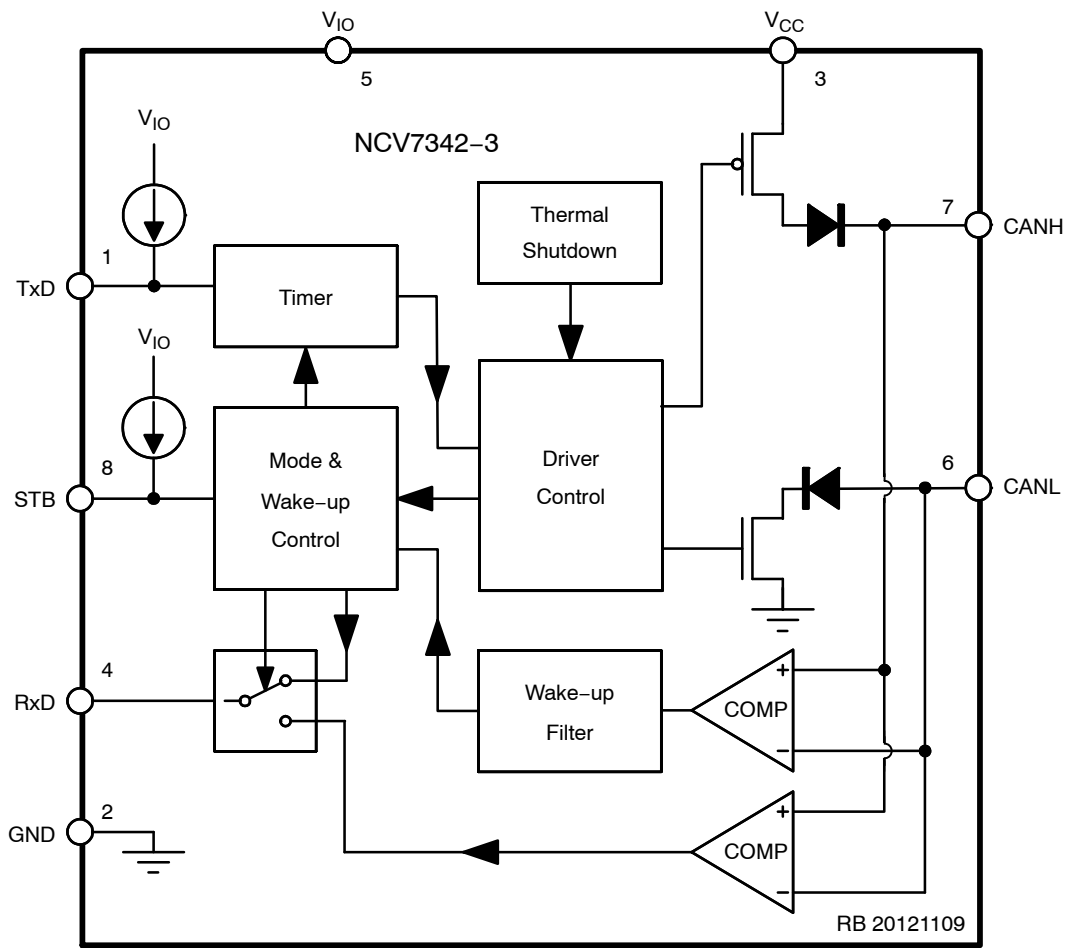 VIO
5
VCC
3
VIO
NCV7342−3
Thermal
Shutdown
7
CANH
1
TxD
Timer
VIO
8
STB
Mode &
Wake−up
Control
Driver
Control
6
CANL
4
RxD
Wake−up
Filter
+
COMP
−
2
GND
+
COMP
−
RB 20121109